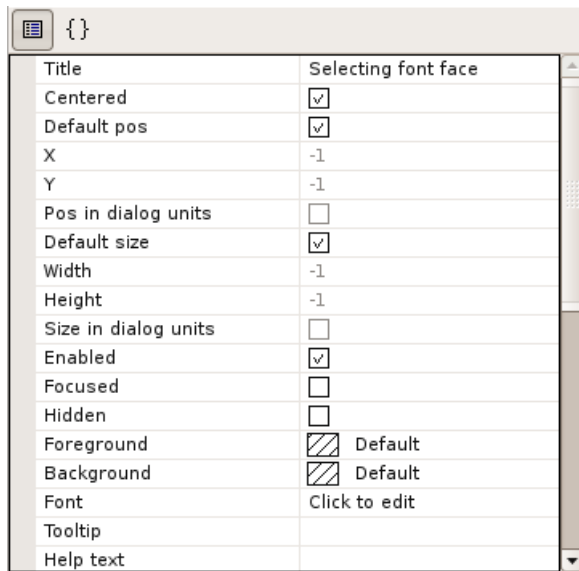 {}
Title Selecting font face
Centered
Default pos
X -1
Y -1
Pos in dialog units
Default size
Width -1
Height -1
Size in dialog units
Enabled
Focused
Hidden
Foreground Default
Background Default
Font Click to edit
Tooltip
Help text